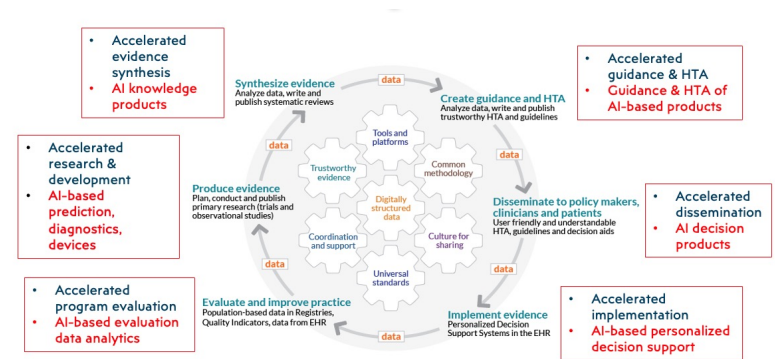 Accelerated
evidence
synthesis
AI knowledge
products
Accelerated
guidance & HTA
Guidance & HTA of
AI-based products
data
Synthesize evidence
Analyze data, write and
publish systematic reviews
Create guidance and HTA
Analyze data, write and publish
trustworthy HTA and guidelines
Tools and
platforms
data
data
Accelerated
research &
development
AI-based
prediction,
diagnostics,
devices
Trustworthy
evidence
Common
methodology
Produce evidence
Plan, conduct and publish
primary research (trials and
observational studies)
Digitally
structured
data
Disseminate to policy makers,
clinicians and patients
User friendly and understandable
HTA, guidelines and decision aids
Accelerated
dissemination
AI decision
products
Coordination
and support
Culture for
sharing
data
data
Universal
standards
Accelerated
program evaluation
AI-based evaluation
data analytics
Evaluate and improve practice
Population-based data in Registries,
Quality Indicators, data from EHR
Implement evidence
Personalized Decision
Support Systems in the EHR
Accelerated
implementation
AI-based personalized
decision support
data